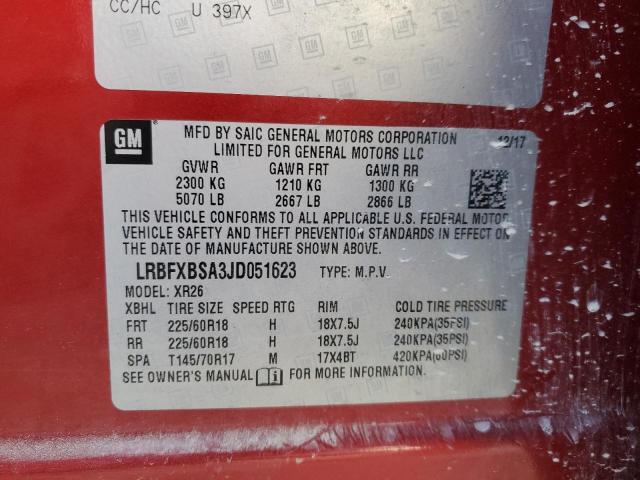 CC/HC U 397X
GM
MFD BY SAIC GENERAL MOTORS CORPORATION 12/17
LIMITED FOR GENERAL MOTORS LLC
GVWR GAWR FRT GAWR RR
2300 KG 1210 KG 1300 KG
5070 LB 2667 LB 2866 LB
THIS VEHICLE CONFORMS TO ALL APPLICABLE U.S. FEDERAL MOTOR
VEHICLE SAFETY AND THEFT PREVENTION STANDARDS IN EFFECT ON
THE DATE OF MANUFACTURE SHOWN ABOVE.
LRBFXBSA3JD051623 TYPE: M.P.V.
MODEL: XR26
XBHL TIRE SIZE SPEED RTG RIM COLD TIRE PRESSURE
FRT 225/60R18 H 18X7.5J 240KPA(35PSI)
RR 225/60R18 H 18X7.5J 240KPA(35PSI)
SPA T145/70R17 M 17X4BT 420KPA(60PSI)
SEE OWNER'S MANUAL FOR MORE INFORMATION.